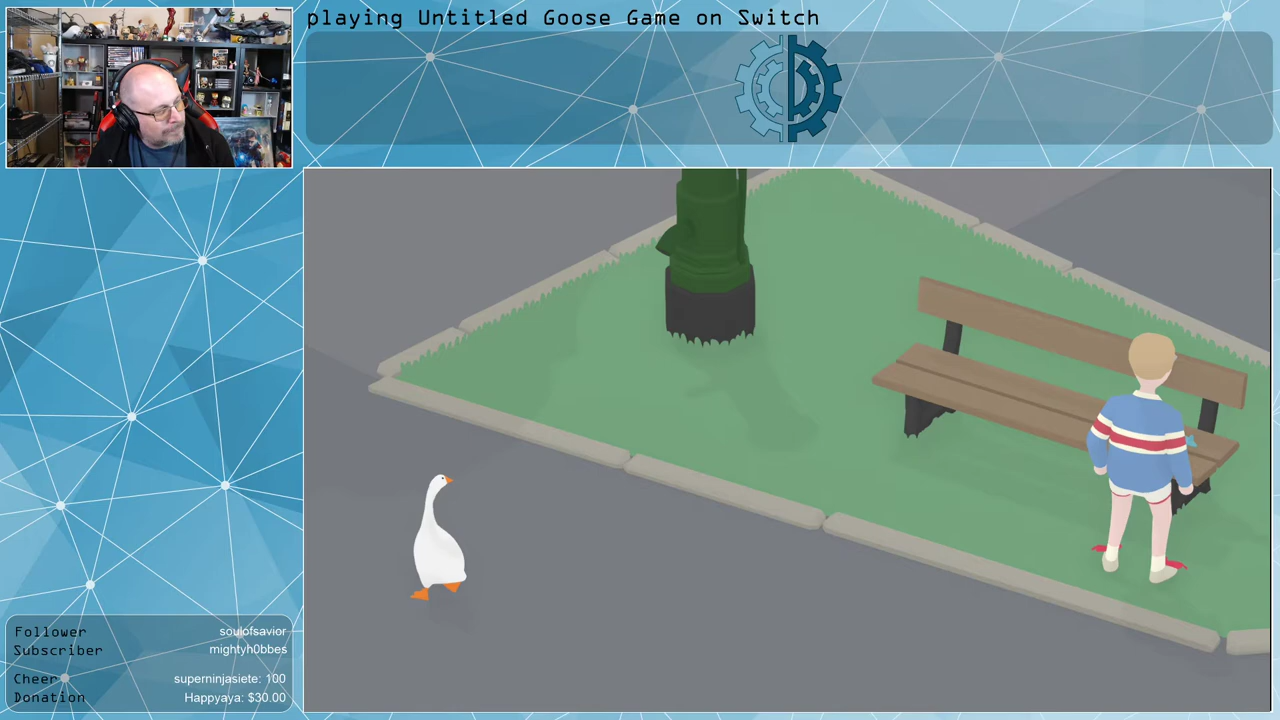 playing Untitled Goose Game on Switch
Follower soulofsavior
Subscriber mightyh0bbes
Cheer superninjasiete: 100
Donation Happyaya: $30.00